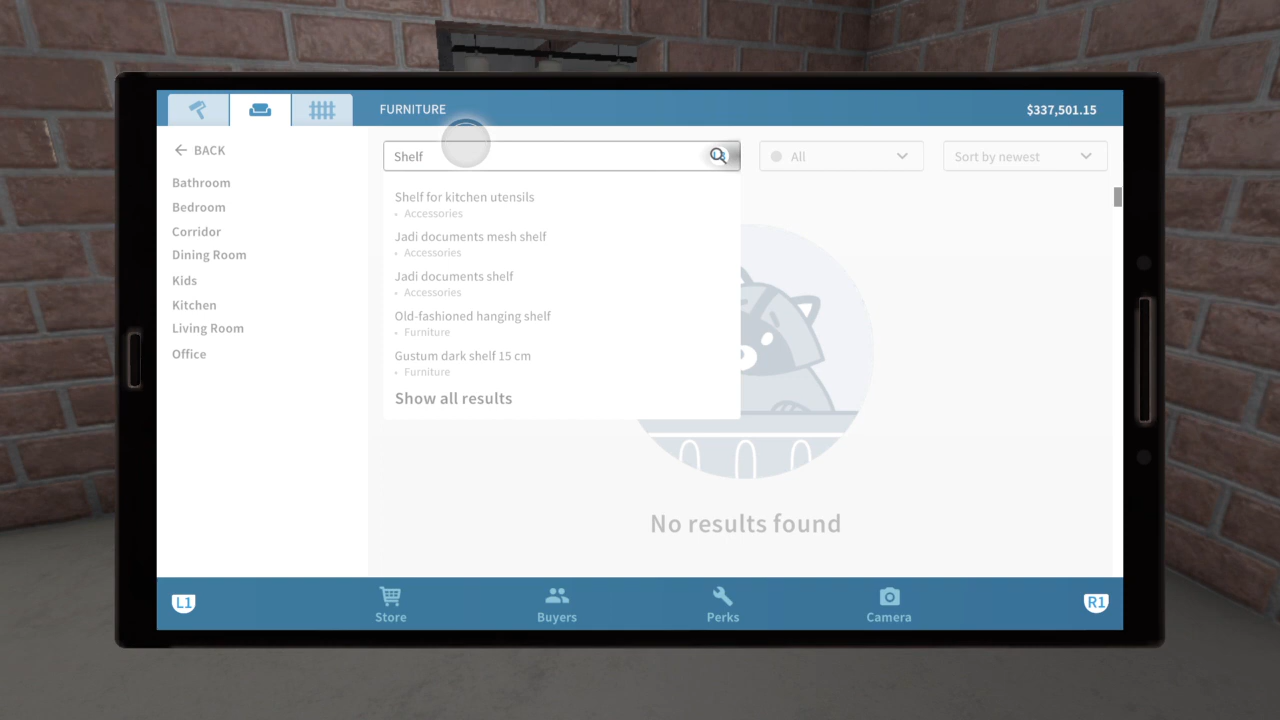 FURNITURE
$337,501.15
BACK
Bathroom
Bedroom
Corridor
Dining Room
Kids
Kitchen
Living Room
Office
Shelf
All
Sort by newest
Shelf for kitchen utensils
• Accessories
Jadi documents mesh shelf
• Accessories
Jadi documents shelf
• Accessories
Old-fashioned hanging shelf
• Furniture
Gustum dark shelf 15 cm
• Furniture
Show all results
No results found
L1
Store
Buyers
Perks
Camera
R1